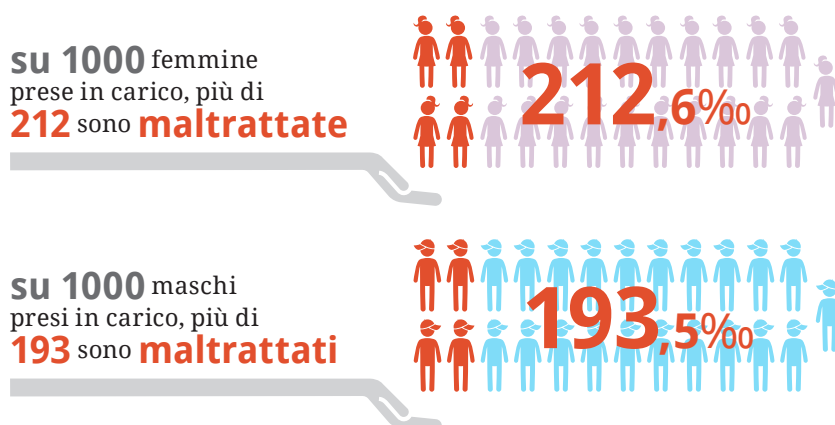 su 1000 femmine
prese in carico, più di
212 sono maltrattate
212,6‰
su 1000 maschi
presi in carico, più di
193 sono maltrattati
193,5‰